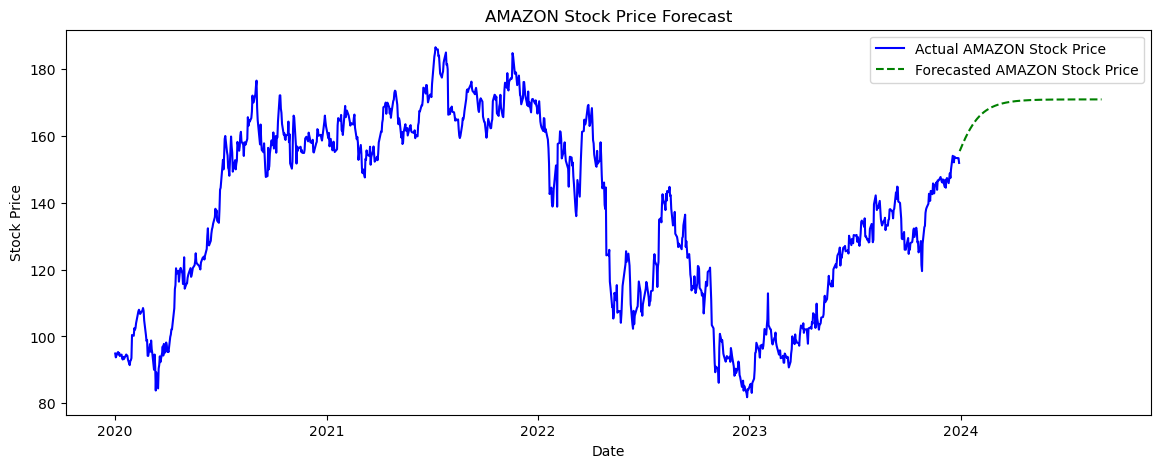 AMAZON Stock Price Forecast
Actual AMAZON Stock Price
Forecasted AMAZON Stock Price
Stock Price
180
160
140
120
100
80
2020
2021
2022
2023
2024
Date